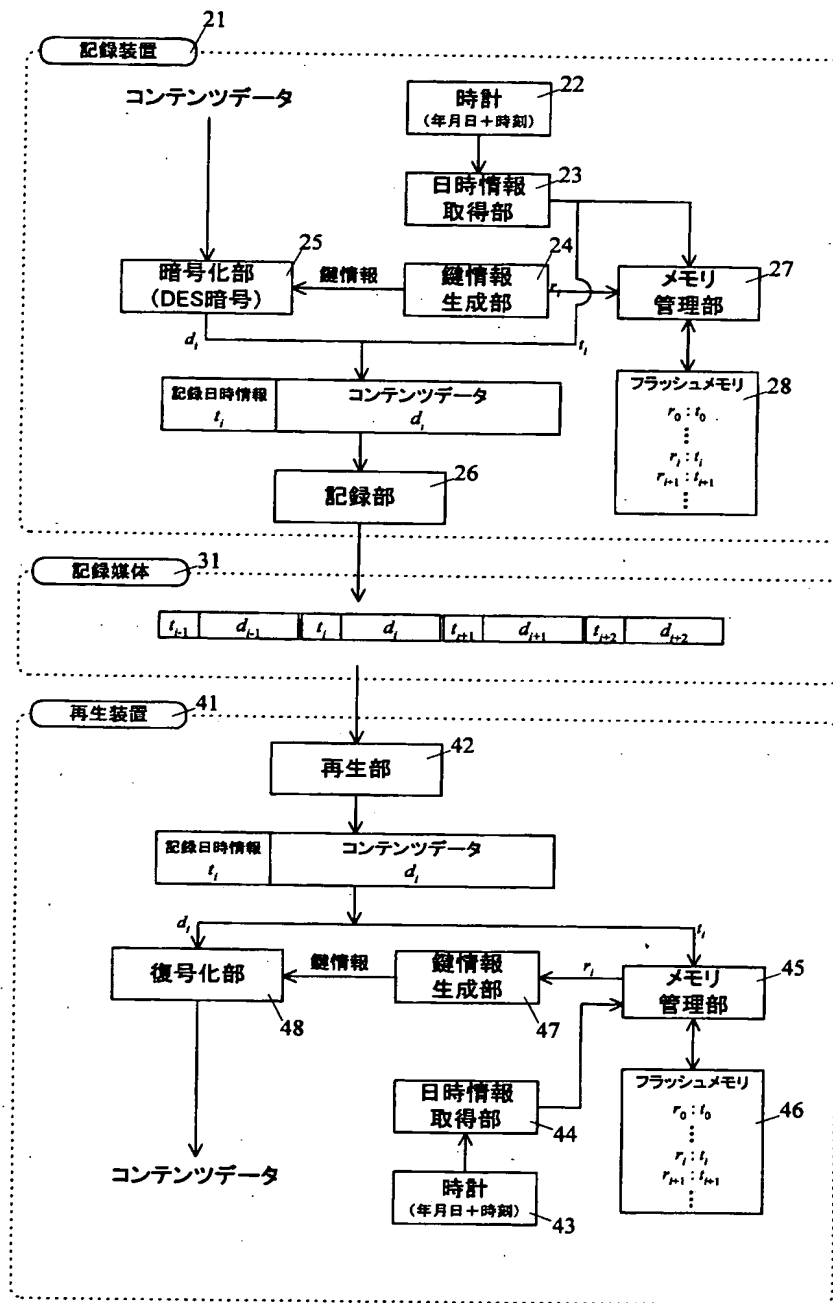 記録装置
21
コンテンツデータ
時計
(年月日+時刻)
22
日時情報
取得部
23
暗号化部
(DES暗号)
25
鍵情報
鍵情報
生成部
24
r_i
メモリ
管理部
27
d_i
t_i
記録日時情報
t_i
コンテンツデータ
d_i
フラッシュメモリ
28
r_0 : t_0
⋮
r_i : t_i
r_{i+1} : t_{i+1}
⋮
記録部
26
記録媒体
31
t_{i-1} d_{i-1} t_i d_i t_{i+1} d_{i+1} t_{i+2} d_{i+2}
再生装置
41
再生部
42
記録日時情報
t_i
コンテンツデータ
d_i
d_i
t_i
復号化部
48
鍵情報
鍵情報
生成部
47
r_i
メモリ
管理部
45
日時情報
取得部
44
フラッシュメモリ
46
r_0 : t_0
⋮
r_i : t_i
r_{i+1} : t_{i+1}
⋮
コンテンツデータ
時計
(年月日+時刻)
43